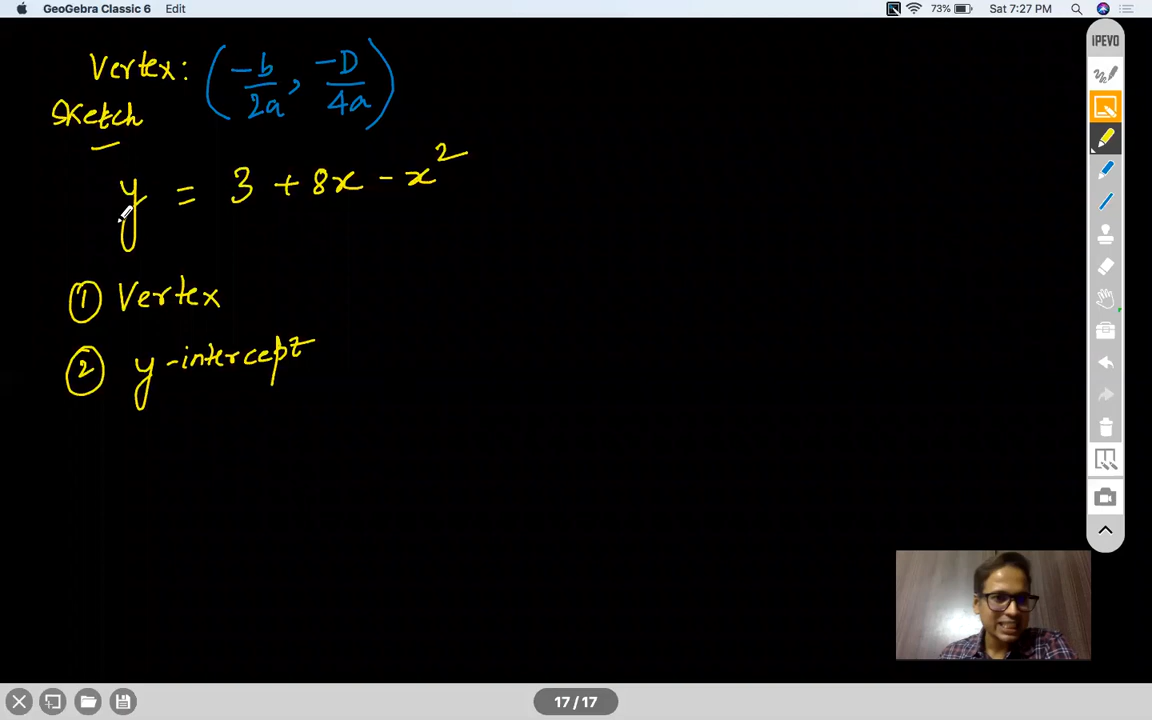 GeoGebra Classic 6 Edit 73% Sat 7:27 PM
IPEVO
Vertex: (-b/2a, -D/4a)
Sketch
y = 3 + 8x - x²
① Vertex
② y-intercept
17/17